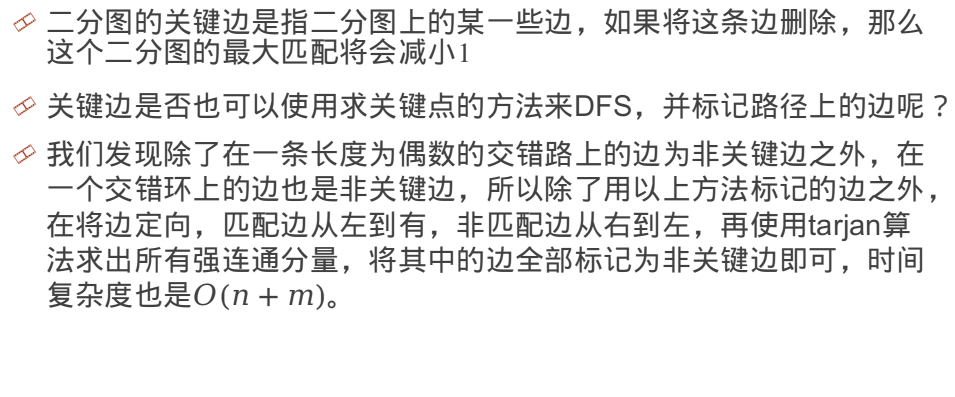 二分图的关键边是指二分图上的某一些边，如果将这条边删除，那么
这个二分图的最大匹配将会减小1
关键边是否也可以使用求关键点的方法来DFS，并标记路径上的边呢？
我们发现除了在一条长度为偶数的交错路上的边为非关键边之外，在
一个交错环上的边也是非关键边，所以除了用以上方法标记的边之外，
在将边定向，匹配边从左到有，非匹配边从右到左，再使用tarjan算
法求出所有强连通分量，将其中的边全部标记为非关键边即可，时间
复杂度也是O(n + m)。